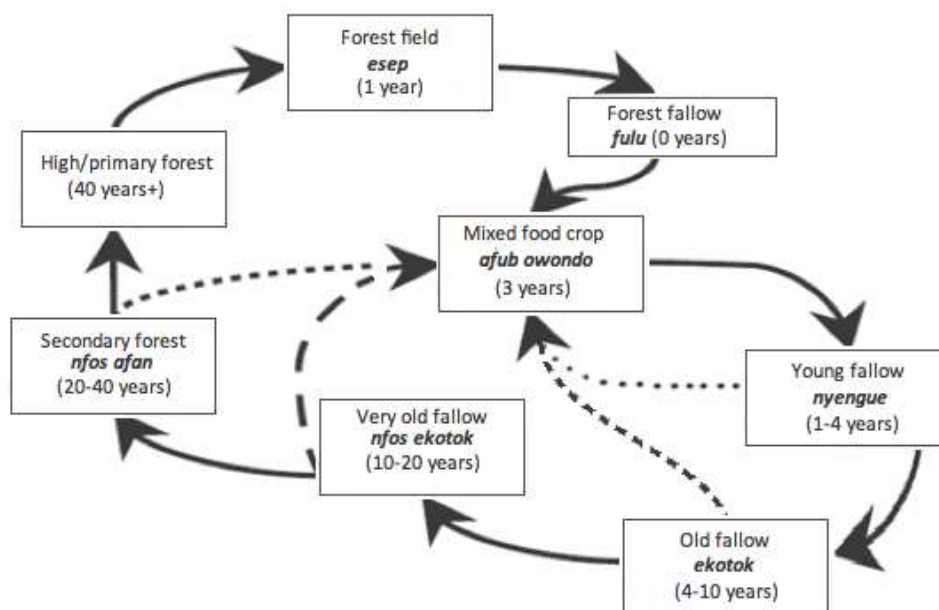 Forest field
esep
(1 year)
Forest fallow
fulu (0 years)
High/primary forest
(40 years+)
Mixed food crop
afub owondo
(3 years)
Secondary forest
nfos afan
(20-40 years)
Young fallow
nyengue
(1-4 years)
Very old fallow
nfos ekotok
(10-20 years)
Old fallow
ekotok
(4-10 years)